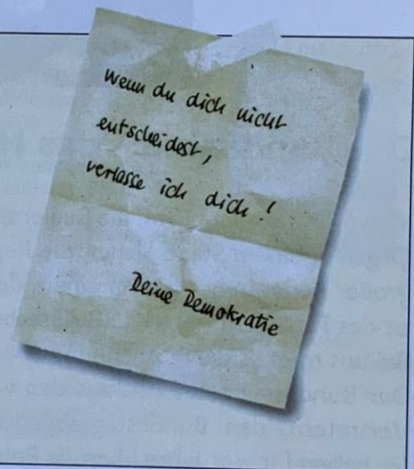 Wenn du dich nicht
entscheidest,
verlasse ich dich!
Deine Demokratie